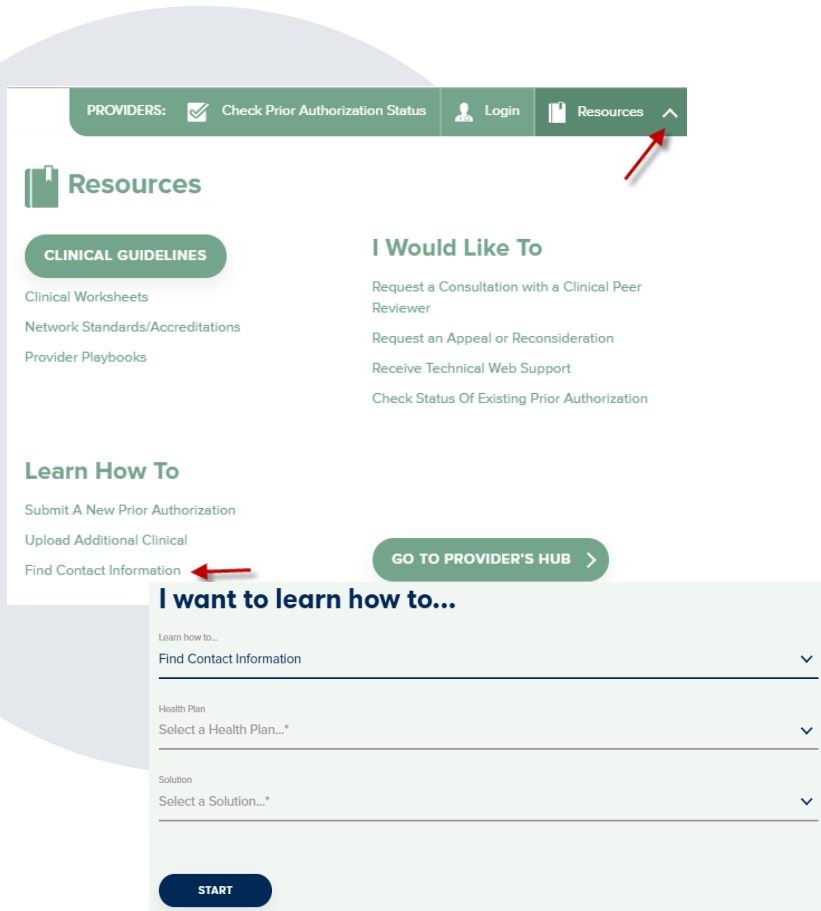 PROVIDERS: Check Prior Authorization Status Login Resources
Resources
CLINICAL GUIDELINES
Clinical Worksheets
Network Standards/Accreditations
Provider Playbooks
I Would Like To
Request a Consultation with a Clinical Peer
Reviewer
Request an Appeal or Reconsideration
Receive Technical Web Support
Check Status Of Existing Prior Authorization
Learn How To
Submit A New Prior Authorization
Upload Additional Clinical
Find Contact Information
GO TO PROVIDER'S HUB
I want to learn how to...
Learn how to...
Find Contact Information
Health Plan
Select a Health Plan...*
Solution
Select a Solution...*
START